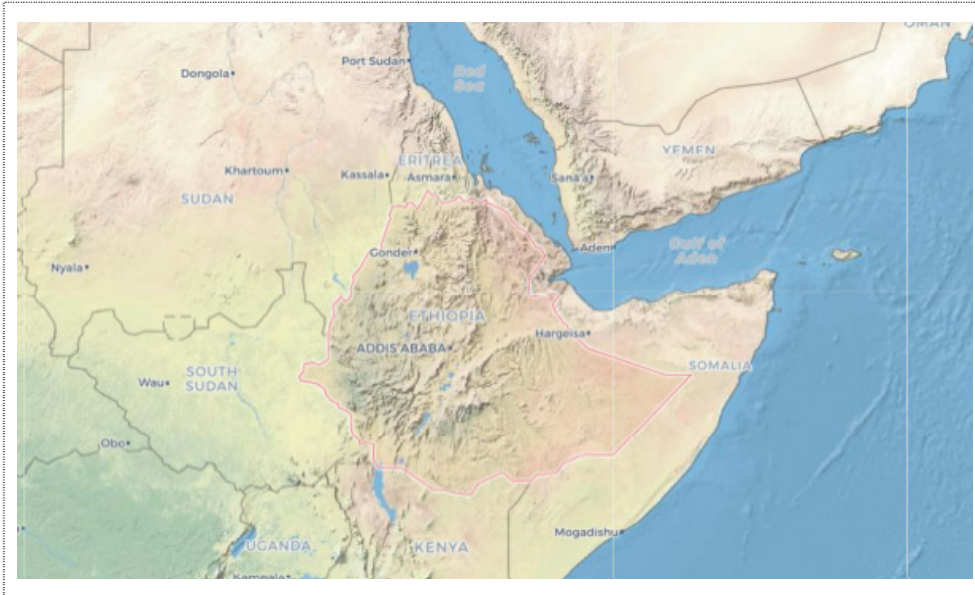 OMAN
Port Sudan
Dongola
Red
Sea
YEMEN
ERITREA
Khartoum
Kassala
Asmara
Sana'a
SUDAN
Gonder
Aden
Gulf of
Aden
Nyala
ETHIOPIA
Hargeisa
ADDIS ABABA
SOUTH
SUDAN
SOMALIA
Wau
Obo
Mogadishu
UGANDA
KENYA
Kampala